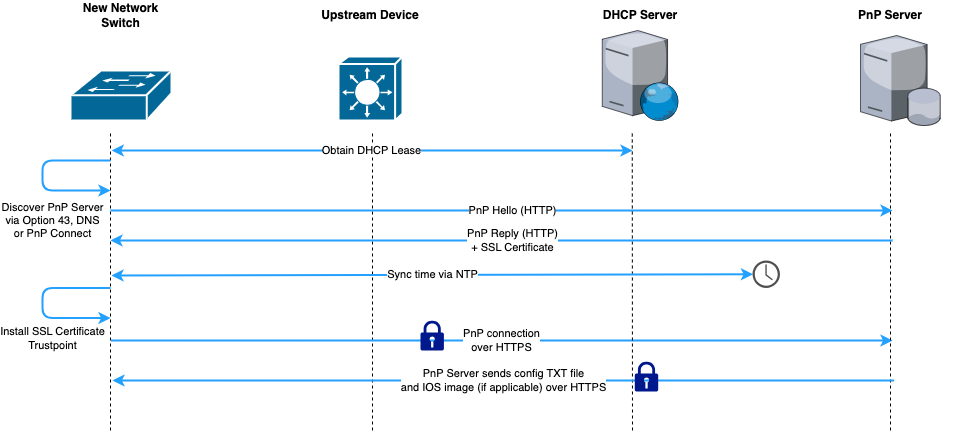 New Network
Switch
Upstream Device
DHCP Server
PnP Server
Obtain DHCP Lease
Discover PnP Server
via Option 43, DNS
or PnP Connect
PnP Hello (HTTP)
PnP Reply (HTTP)
+ SSL Certificate
Sync time via NTP
Install SSL Certificate
Trustpoint
PnP connection
over HTTPS
PnP Server sends config TXT file
and IOS image (if applicable) over HTTPS